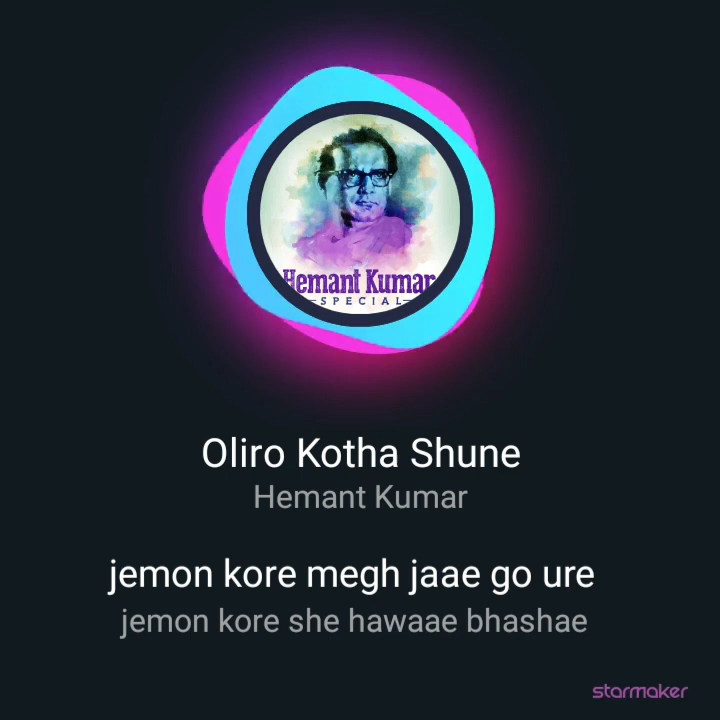 Hemant Kumar
SPECIAL
Oliro Kotha Shune
Hemant Kumar
jemon kore megh jaae go ure
jemon kore she hawaae bhashae
starmaker